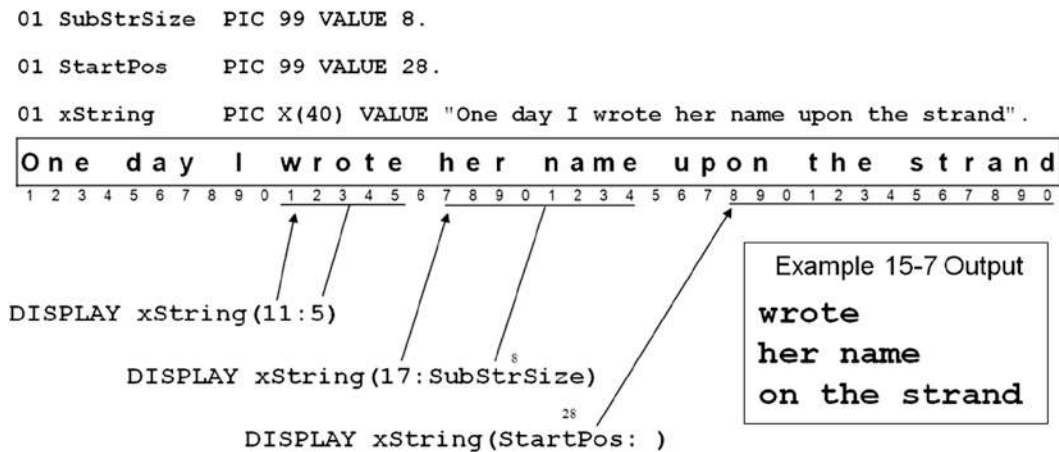 01 SubStrSize PIC 99 VALUE 8.
01 StartPos PIC 99 VALUE 28.
01 xString PIC X(40) VALUE "One day I wrote her name upon the strand".
One day I wrote her name upon the strand
1 2 3 4 5 6 7 8 9 0 1 2 3 4 5 6 7 8 9 0 1 2 3 4 5 6 7 8 9 0 1 2 3 4 5 6 7 8 9 0
DISPLAY xString(11:5)
8
DISPLAY xString(17:SubStrSize)
28
DISPLAY xString(StartPos: )
Example 15-7 Output
wrote
her name
on the strand